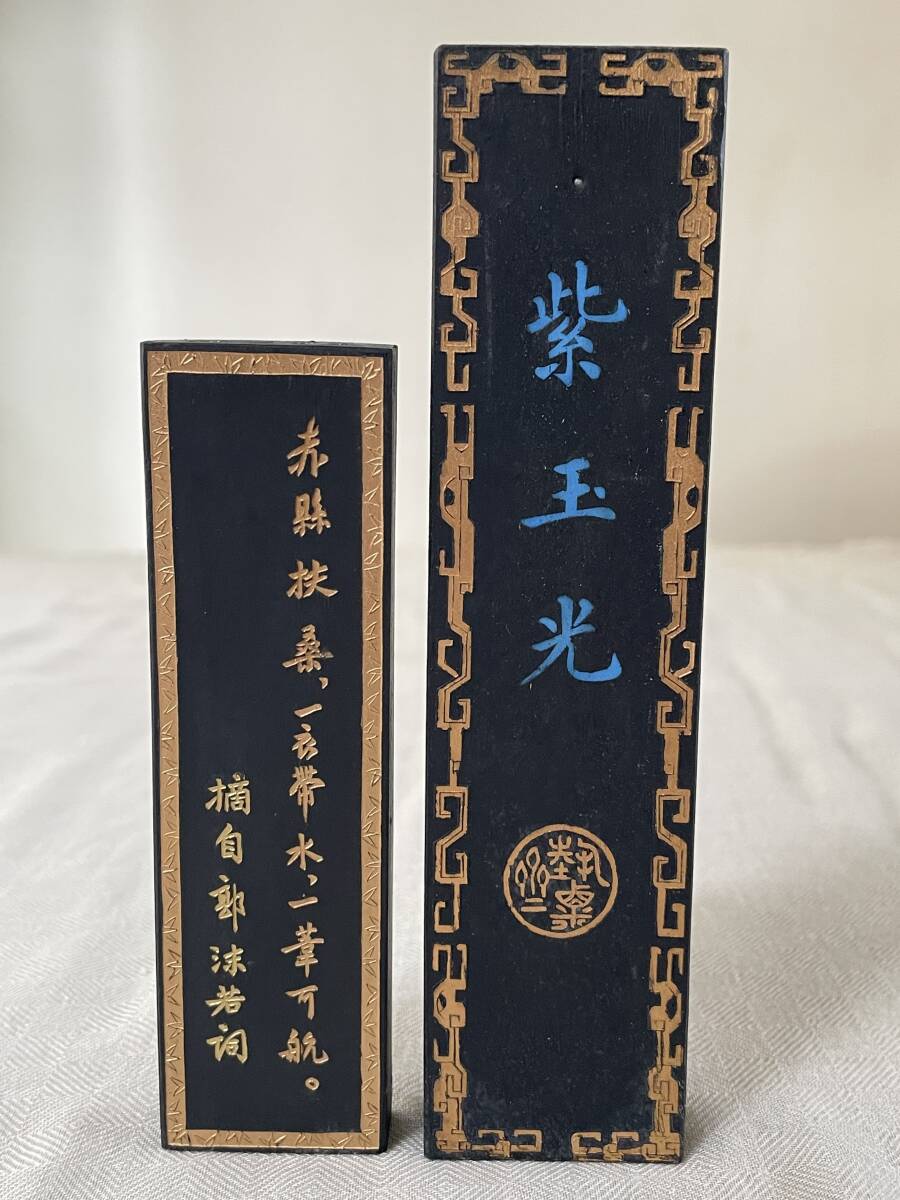 赤縣扶桑，一衣帶水，一葦可航。
摘自郭沫若詞
紫玉光